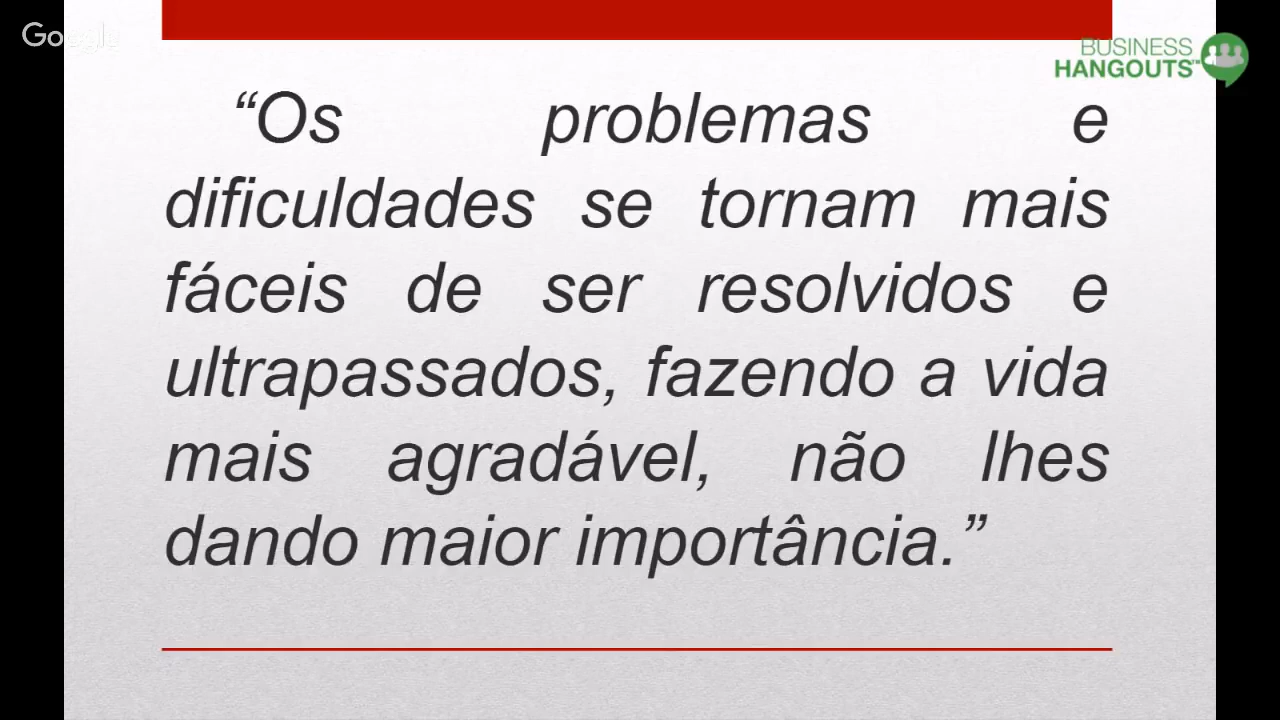 Google
BUSINESS
HANGOUTS™
“Os problemas e
dificuldades se tornam mais
fáceis de ser resolvidos e
ultrapassados, fazendo a vida
mais agradável, não lhes
dando maior importância.”